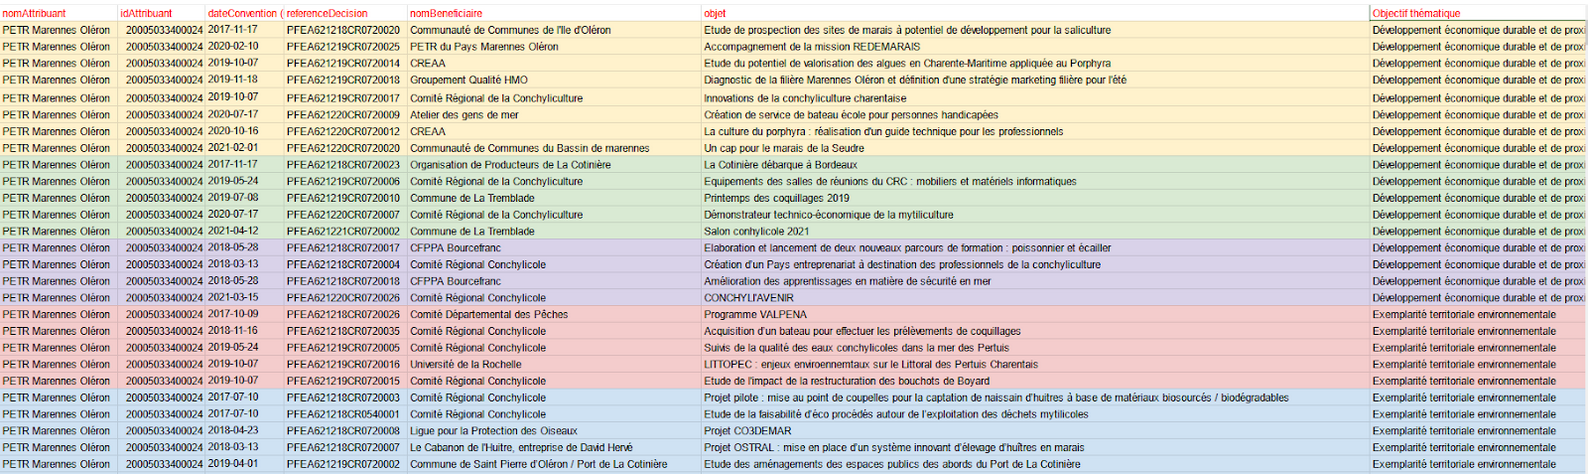 nomAttribuant idAttribuant dateConvention ( referenceDecision nomBeneficiaire objet Objectif thématique
PETR Marennes Oléron 20005033400024 2017-11-17 PFEA621218CR0720020 Communauté de Communes de l'Ile d'Oléron Etude de prospection des sites de marais à potentiel de développement pour la saliculture Développement économique durable et de proxi
PETR Marennes Oléron 20005033400024 2020-02-10 PFEA621219CR0720025 PETR du Pays Marennes Oléron Accompagnement de la mission REDEMARAIS Développement économique durable et de proxi
PETR Marennes Oléron 20005033400024 2019-10-07 PFEA621219CR0720014 CREAA Etude du potentiel de valorisation des algues en Charente-Maritime appliquée au Porphyra Développement économique durable et de proxi
PETR Marennes Oléron 20005033400024 2019-11-18 PFEA621219CR0720018 Groupement Qualité HMO Diagnostic de la filière Marennes Oléron et définition d'une stratégie marketing filière pour l'été Développement économique durable et de proxi
PETR Marennes Oléron 20005033400024 2019-10-07 PFEA621219CR0720017 Comité Régional de la Conchyliculture Innovations de la conchyliculture charentaise Développement économique durable et de proxi
PETR Marennes Oléron 20005033400024 2020-07-17 PFEA621220CR0720009 Atelier des gens de mer Création de service de bateau école pour personnes handicapées Développement économique durable et de proxi
PETR Marennes Oléron 20005033400024 2020-10-16 PFEA621220CR0720012 CREAA La culture du porphyra : réalisation d'un guide technique pour les professionnels Développement économique durable et de proxi
PETR Marennes Oléron 20005033400024 2021-02-01 PFEA621220CR0720020 Communauté de Communes du Bassin de marennes Un cap pour le marais de la Seudre Développement économique durable et de proxi
PETR Marennes Oléron 20005033400024 2017-11-17 PFEA621218CR0720023 Organisation de Producteurs de La Cotinière La Cotinière débarque à Bordeaux Développement économique durable et de proxi
PETR Marennes Oléron 20005033400024 2019-05-24 PFEA621219CR0720006 Comité Régional de la Conchyliculture Equipements des salles de réunions du CRC : mobiliers et matériels informatiques Développement économique durable et de proxi
PETR Marennes Oléron 20005033400024 2019-07-08 PFEA621219CR0720010 Commune de La Tremblade Printemps des coquillages 2019 Développement économique durable et de proxi
PETR Marennes Oléron 20005033400024 2020-07-17 PFEA621220CR0720007 Comité Régional de la Conchyliculture Démonstrateur technico-économique de la mytiliculture Développement économique durable et de proxi
PETR Marennes Oléron 20005033400024 2021-04-12 PFEA621221CR0720002 Commune de La Tremblade Salon conhylicole 2021 Développement économique durable et de proxi
PETR Marennes Oléron 20005033400024 2018-05-28 PFEA621218CR0720017 CFPPA Bourcefranc Elaboration et lancement de deux nouveaux parcours de formation : poissonnier et écailler Développement économique durable et de proxi
PETR Marennes Oléron 20005033400024 2018-03-13 PFEA621218CR0720004 Comité Régional Conchylicole Création d'un Pays entreprenariat à destination des professionnels de la conchyliculture Développement économique durable et de proxi
PETR Marennes Oléron 20005033400024 2018-05-28 PFEA621218CR0720018 CFPPA Bourcefranc Amélioration des apprentissages en matière de sécurité en mer Développement économique durable et de proxi
PETR Marennes Oléron 20005033400024 2021-03-15 PFEA621220CR0720026 Comité Régional Conchylicole CONCHYLI'AVENIR Développement économique durable et de proxi
PETR Marennes Oléron 20005033400024 2017-10-09 PFEA621218CR0720026 Comité Départemental des Pêches Programme VALPENA Exemplarité territoriale environnementale
PETR Marennes Oléron 20005033400024 2018-11-16 PFEA621218CR0720035 Comité Régional Conchylicole Acquisition d'un bateau pour effectuer les prélèvements de coquillages Exemplarité territoriale environnementale
PETR Marennes Oléron 20005033400024 2019-05-24 PFEA621219CR0720005 Comité Régional Conchylicole Suivis de la qualité des eaux conchylicoles dans la mer des Pertuis Exemplarité territoriale environnementale
PETR Marennes Oléron 20005033400024 2019-10-07 PFEA621219CR0720016 Université de la Rochelle LITTOPEC : enjeux enviroennemtaux sur le Littoral des Pertuis Charentais Exemplarité territoriale environnementale
PETR Marennes Oléron 20005033400024 2019-10-07 PFEA621219CR0720015 Comité Régional Conchylicole Etude de l'impact de la restructuration des bouchots de Boyard Exemplarité territoriale environnementale
PETR Marennes Oléron 20005033400024 2017-07-10 PFEA621218CR0720003 Comité Régional Conchylicole Projet pilote : mise au point de coupelles pour la captation de naissain d'huitres à base de matériaux biosourcés / biodégradables Exemplarité territoriale environnementale
PETR Marennes Oléron 20005033400024 2017-07-10 PFEA621218CR0540001 Comité Régional Conchylicole Etude de la faisabilité d'éco procédés autour de l'exploitation des déchets mytilicoles Exemplarité territoriale environnementale
PETR Marennes Oléron 20005033400024 2018-04-23 PFEA621218CR0720008 Ligue pour la Protection des Oiseaux Projet CO3DEMAR Exemplarité territoriale environnementale
PETR Marennes Oléron 20005033400024 2018-03-13 PFEA621218CR0720007 Le Cabanon de l'Huitre, entreprise de David Hervé Projet OSTRAL : mise en place d'un système innovant d'élevage d'huîtres en marais Exemplarité territoriale environnementale
PETR Marennes Oléron 20005033400024 2019-04-01 PFEA621219CR0720002 Commune de Saint Pierre d'Oléron / Port de La Cotinière Etude des aménagements des espaces publics des abords du Port de La Cotinière Exemplarité territoriale environnementale